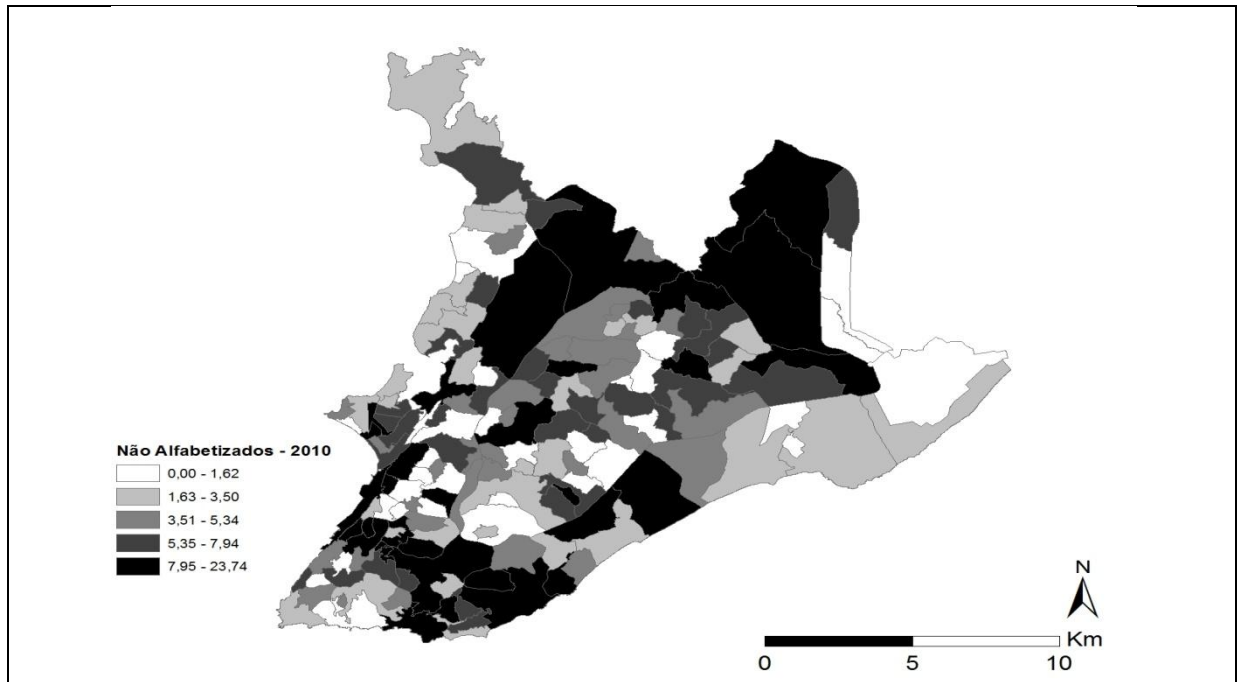 Não Alfabetizados - 2010
0,00 - 1,62
1,63 - 3,50
3,51 - 5,34
5,35 - 7,94
7,95 - 23,74
N
Km
0 5 10